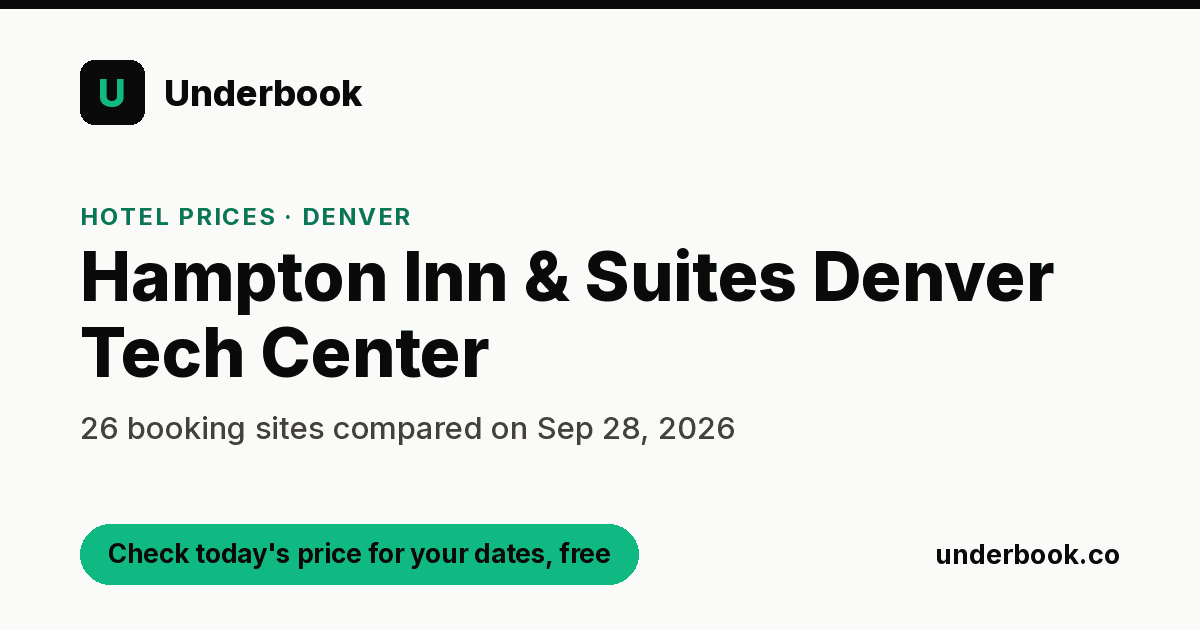 U Underbook
HOTEL PRICES · DENVER
Hampton Inn & Suites Denver
Tech Center
26 booking sites compared on Sep 28, 2026
Check today's price for your dates, free
underbook.co